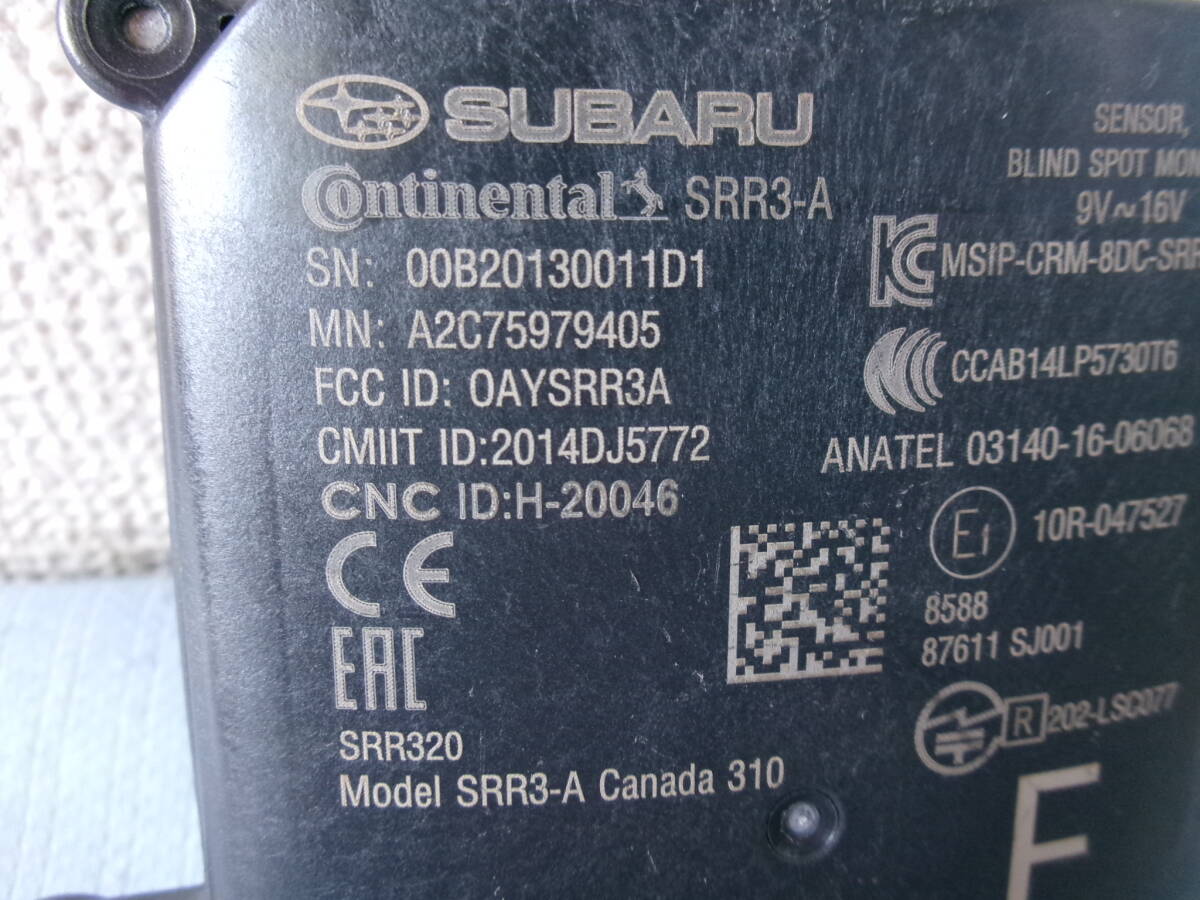 SUBARU
Continental SRR3-A
SN: 00B20130011D1
MN: A2C75979405
FCC ID: OAYSRR3A
CMIIT ID:2014DJ5772
CNC ID:H-20046
CE
EAC
SRR320
Model SRR3-A Canada 310
SENSOR,
BLIND SPOT MON
9V~16V
MSIP-CRM-8DC-SRR
CCAB14LP5730T6
ANATEL 03140-16-06068
E1 10R-047527
8588
87611 SJ001
R 202-LSC077
F